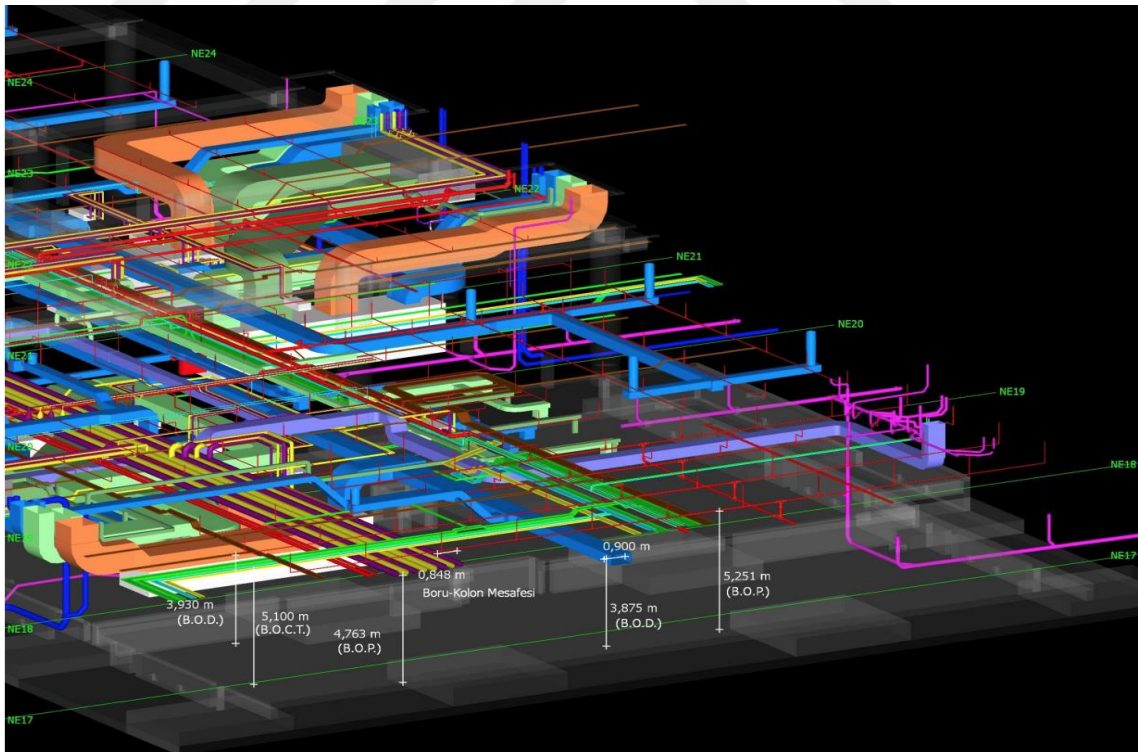 NE24
NE24
NE23
NE22
NE21
NE20
NE21
NE19
NE18
NE17
0,900 m
0,848 m
Boru-Kolon Mesafesi
5,251 m
(B.O.P.)
3,930 m
(B.O.D.)
5,100 m
(B.O.C.T.)
4,763 m
(B.O.P.)
3,875 m
(B.O.D.)
NE18
NE17